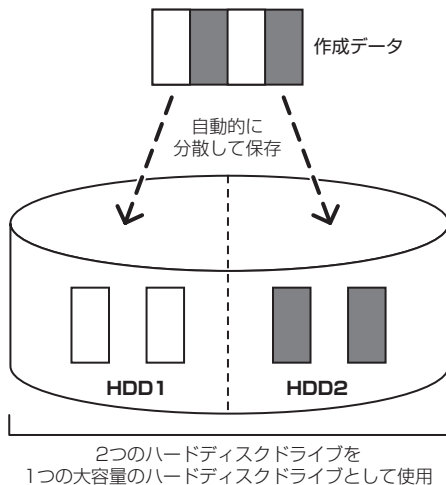 作成データ
自動的に
分散して保存
HDD1
HDD2
2つのハードディスクドライブを
1つの大容量のハードディスクドライブとして使用